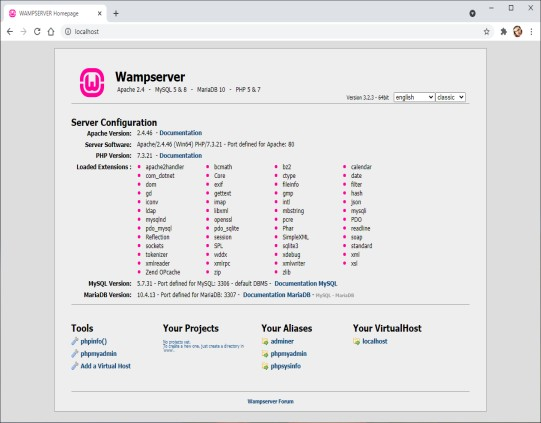 WAMPSERVER Homepage
localhost
Wampserver
Apache 2.4 - MySQL 5 & 8 - MariaDB 10 - PHP 5 & 7
Version 3.2.3 - 64bit english classic
Server Configuration
Apache Version: 2.4.46 - Documentation
Server Software: Apache/2.4.46 (Win64) PHP/7.3.21 - Port defined for Apache: 80
PHP Version: 7.3.21 - Documentation
Loaded Extensions : apache2handler bcmath bz2 calendar
com_dotnet Core ctype date
dom exif fileinfo filter
gd gettext gmp hash
iconv imap intl json
ldap libxml mbstring mysqli
mysqlnd openssl pcre PDO
pdo_mysql pdo_sqlite Phar readline
Reflection session SimpleXML soap
sockets SPL sqlite3 standard
tokenizer wddx xdebug xml
xmlreader xmlrpc xmlwriter xsl
Zend OPcache zip zlib
MySQL Version: 5.7.31 - Port defined for MySQL: 3306 - default DBMS - Documentation MySQL
MariaDB Version: 10.4.13 - Port defined for MariaDB: 3307 - Documentation MariaDB - MySQL - MariaDB
Tools Your Projects Your Aliases Your VirtualHost
phpinfo() No projects yet. adminer localhost
To create a new one, just create a directory in 'www'.
phpmyadmin phpmyadmin
Add a Virtual Host phpsysinfo
Wampserver Forum